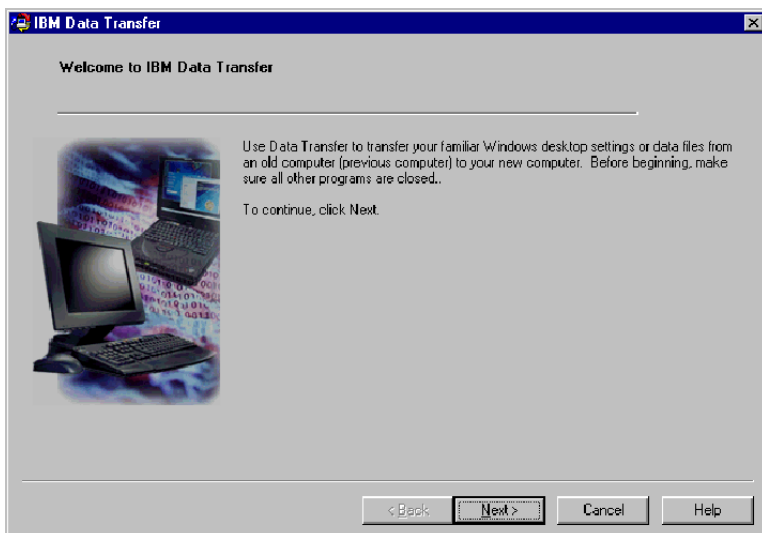 IBM Data Transfer
Welcome to IBM Data Transfer
Use Data Transfer to transfer your familiar Windows desktop settings or data files from
an old computer (previous computer) to your new computer. Before beginning, make
sure all other programs are closed..
To continue, click Next.
< Back Next > Cancel Help